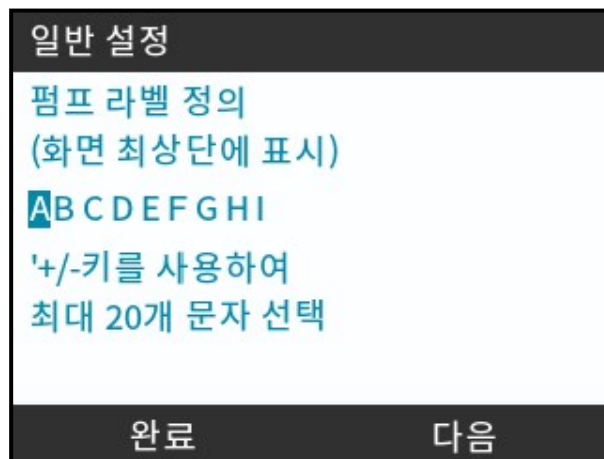 일반 설정
펌프 라벨 정의
(화면 최상단에 표시)
A B C D E F G H I
'+/-키를 사용하여
최대 20개 문자 선택
완료 다음